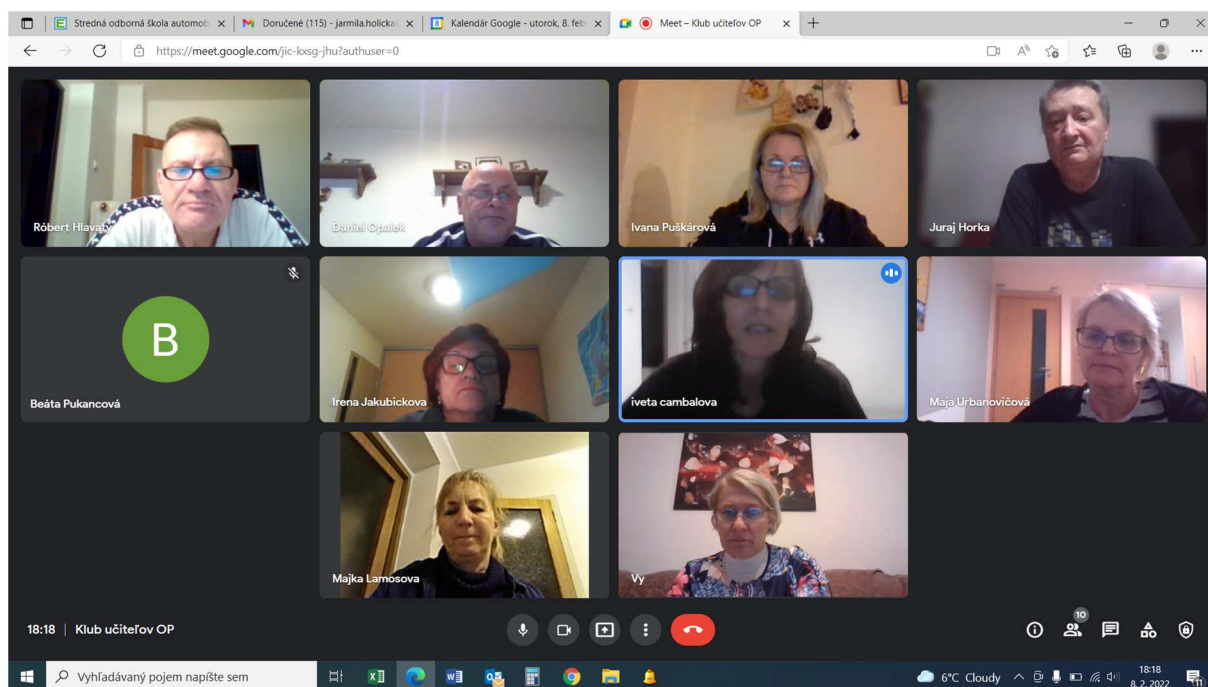 Stredná odborná škola automob
Doručené (115) - jarmila.holicka
Kalendár Google - utorok, 8. feb
Meet – Klub učiteľov OP
https://meet.google.com/jic-kxsg-jhu?authuser=0
Róbert Hlavatý
Daniel Opalek
Ivana Puškárová
Juraj Horka
B
Beáta Pukancová
Irena Jakubickova
iveta cambalova
Maja Urbanovičová
Majka Lamosova
Vy
18:18 | Klub učiteľov OP
10
Vyhľadávaný pojem napíšte sem
6°C Cloudy
18:18
8. 2. 2022